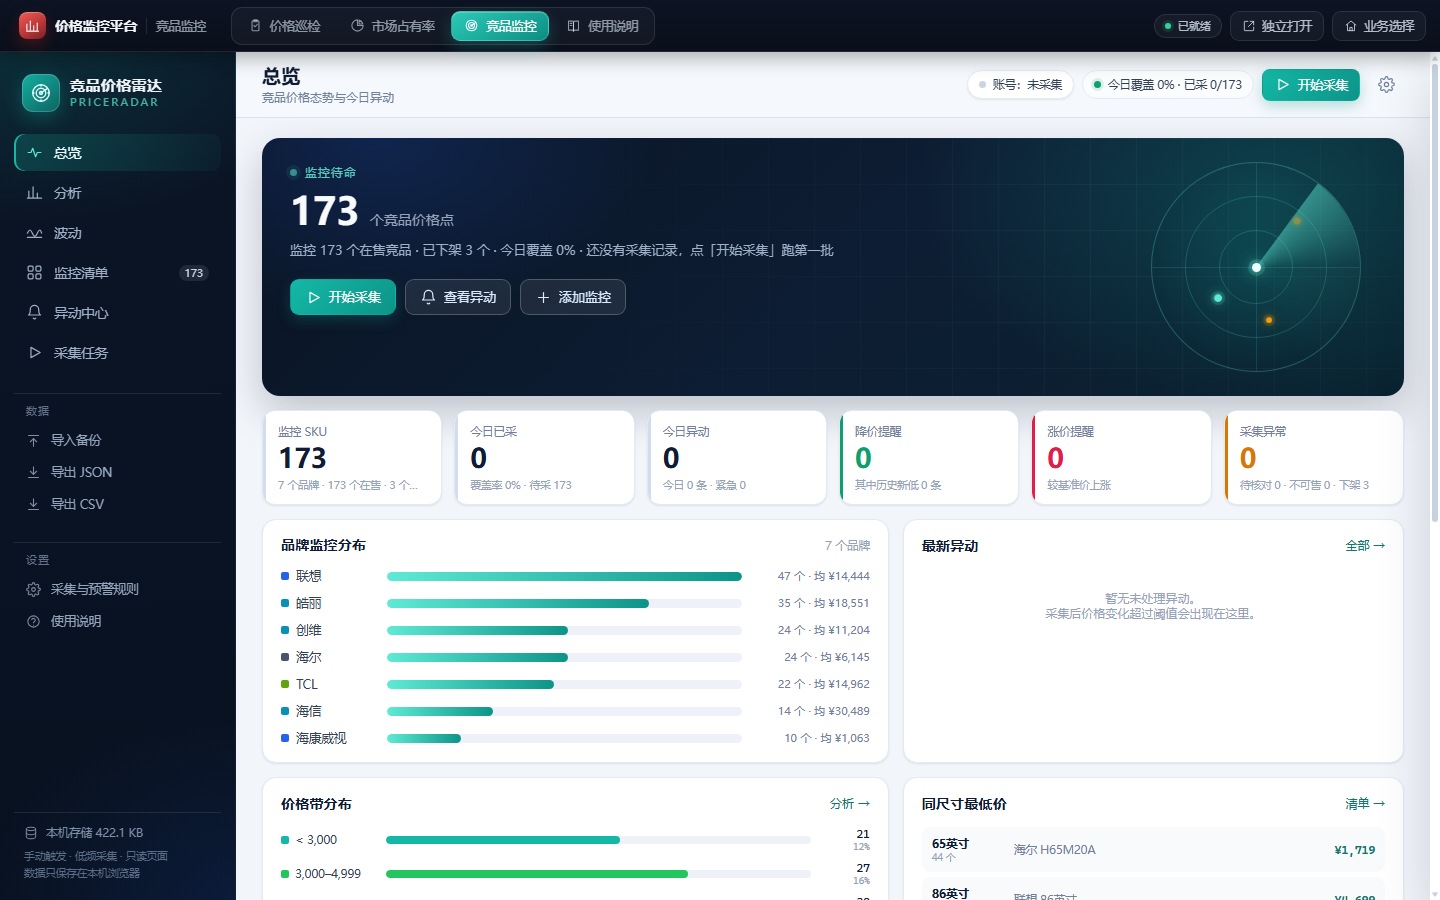 价格监控平台 竞品监控 价格巡检 市场占有率 竞品监控 使用说明 已就绪 独立打开 业务选择
竞品价格雷达
PRICERADAR
总览
分析
波动
监控清单 173
异动中心
采集任务
数据
导入备份
导出 JSON
导出 CSV
设置
采集与预警规则
使用说明
本机存储 422.1 KB
手动触发 · 低频采集 · 只读页面
数据只保存在本机浏览器
总览
竞品价格态势与今日异动
账号：未采集 今日覆盖 0% · 已采 0/173 开始采集
监控待命
173 个竞品价格点
监控 173 个在售竞品 · 已下架 3 个 · 今日覆盖 0% · 还没有采集记录，点「开始采集」跑第一批
开始采集 查看异动 添加监控
监控 SKU
173
7 个品牌 · 173 个在售 · 3 个...
今日已采
0
覆盖率 0% · 待采 173
今日异动
0
今日 0 条 · 紧急 0
降价提醒
0
其中历史新低 0 条
涨价提醒
0
较基准价上涨
采集异常
0
待核对 0 · 不可售 0 · 下架 3
品牌监控分布 7 个品牌
联想 47 个 · 均 ¥14,444
皓丽 35 个 · 均 ¥18,551
创维 24 个 · 均 ¥11,204
海尔 24 个 · 均 ¥6,145
TCL 22 个 · 均 ¥14,962
海信 14 个 · 均 ¥30,489
海康威视 10 个 · 均 ¥1,063
最新异动 全部 →
暂无未处理异动。
采集后价格变化超过阈值会出现在这里。
价格带分布 分析 →
< 3,000 21
12%
3,000–4,999 27
16%
同尺寸最低价 清单 →
65英寸 海尔 H65M20A ¥1,719
44 个
86英寸 联想 86英寸